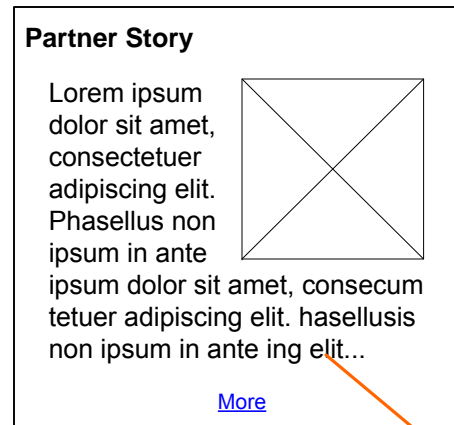 Partner Story
Lorem ipsum
dolor sit amet,
consectetuer
adipiscing elit.
Phasellus non
ipsum in ante
ipsum dolor sit amet, consecum
tetuer adipiscing elit. hasellusis
non ipsum in ante ing elit...
More